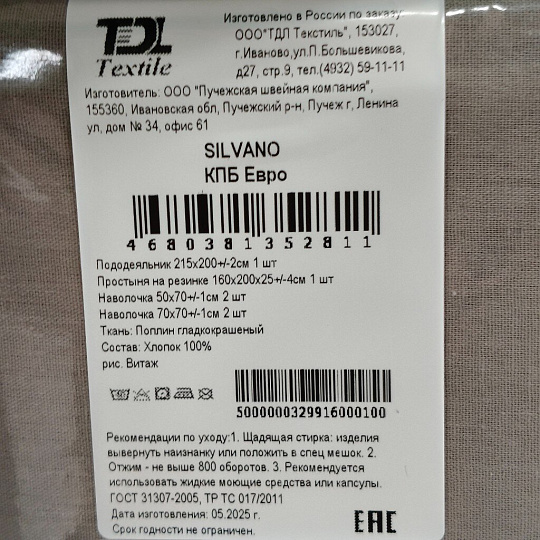 TDL
Textile
Изготовлено в России по заказу
ООО"ТДЛ Текстиль", 153027,
г.Иваново,ул.П.Большевикова,
д27, стр.9, тел.(4932) 59-11-11
Изготовитель: ООО "Пучежская швейная компания",
155360, Ивановская обл, Пучежский р-н, Пучеж г, Ленина
ул, дом № 34, офис 61
SILVANO
КПБ Евро
4680381352811
Пододеяльник 215х200+/-2см 1 шт
Простыня на резинке 160х200х25+/-4см 1 шт
Наволочка 50х70+/-1см 2 шт
Наволочка 70х70+/-1см 2 шт
Ткань: Поплин гладкокрашеный
Состав: Хлопок 100%
рис. Витаж
5000000329916000100
Рекомендации по уходу:1. Щадящая стирка: изделия
вывернуть наизнанку или положить в спец мешок. 2.
Отжим - не выше 800 оборотов. 3. Рекомендуется
использовать жидкие моющие средства или капсулы.
ГОСТ 31307-2005, ТР ТС 017/2011
Дата изготовления: 05.2025 г.
Срок годности не ограничен.
EAC